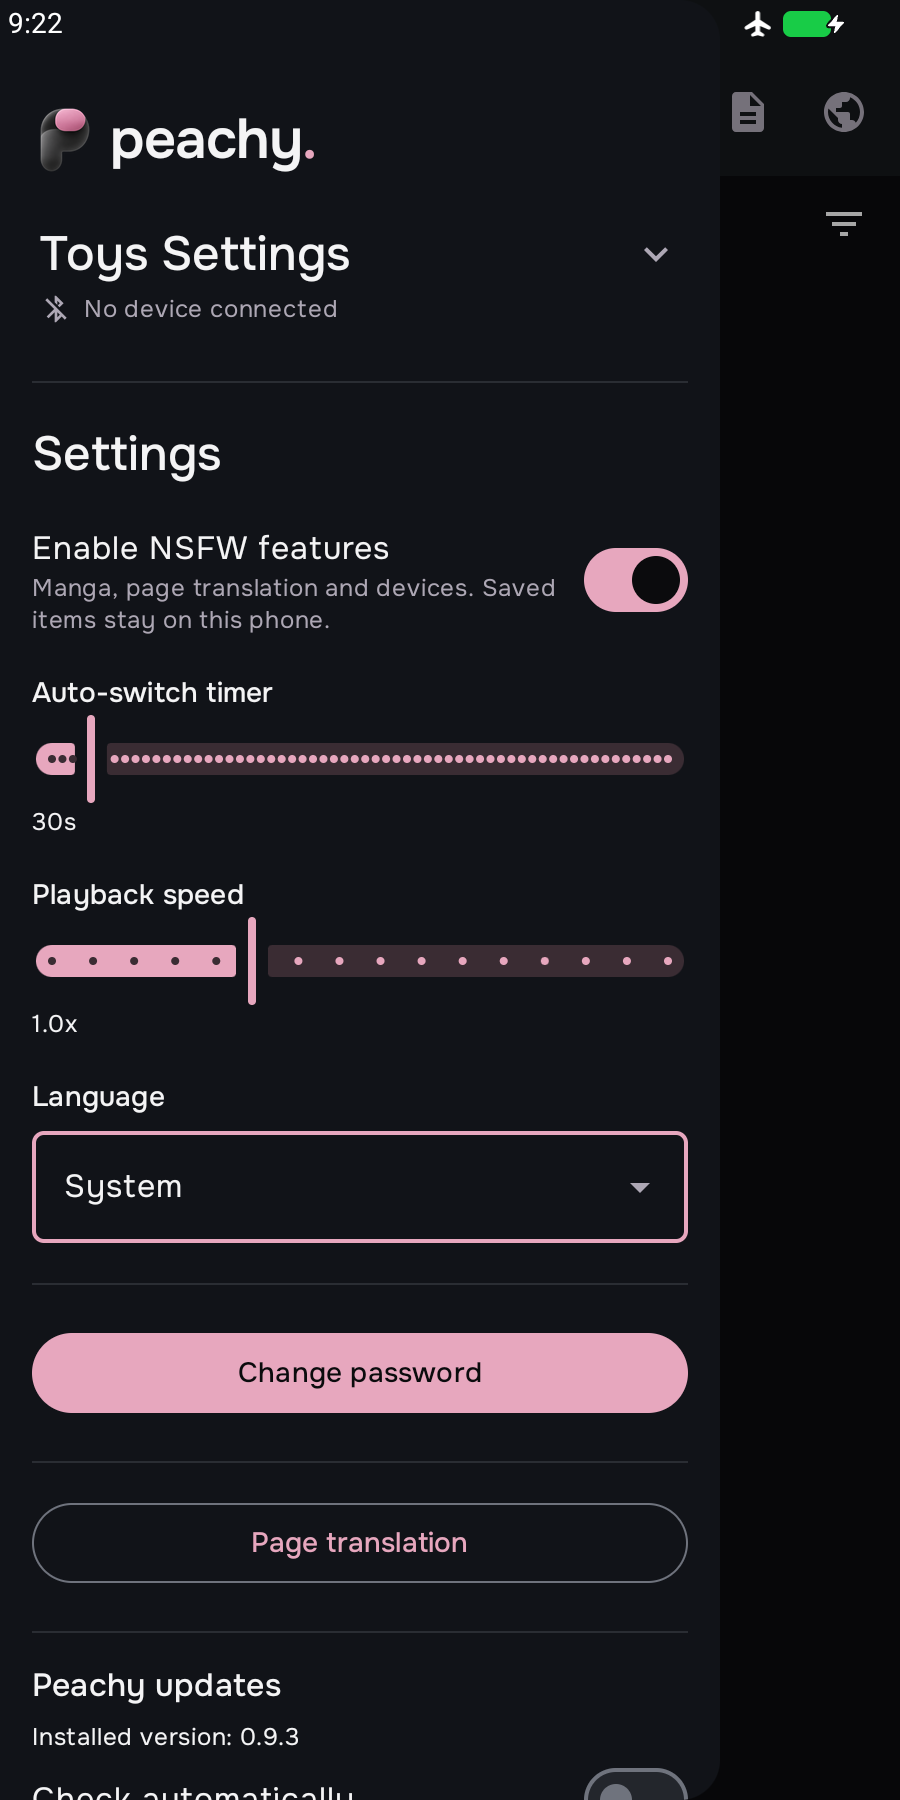 9:22
peachy.
Toys Settings
No device connected
Settings
Enable NSFW features
Manga, page translation and devices. Saved
items stay on this phone.
Auto-switch timer
30s
Playback speed
1.0x
Language
System
Change password
Page translation
Peachy updates
Installed version: 0.9.3
Check automatically